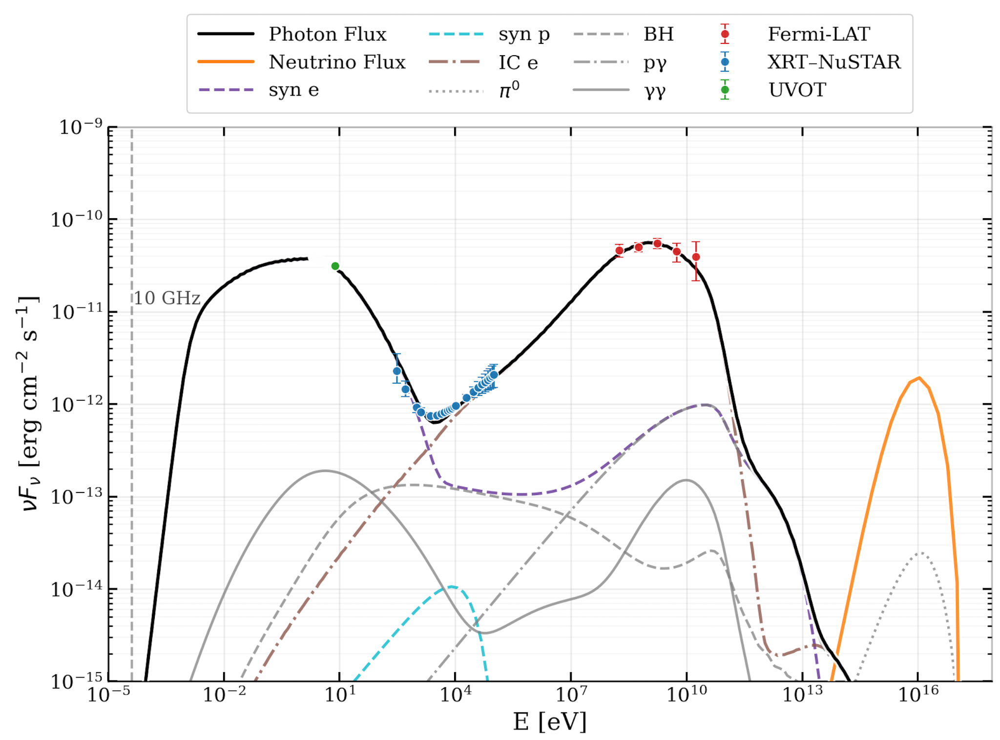 Photon Flux syn p BH Fermi-LAT
Neutrino Flux IC e pγ XRT–NuSTAR
syn e π⁰ γγ UVOT
10⁻⁹
10⁻¹⁰
10⁻¹¹
10⁻¹²
10⁻¹³
10⁻¹⁴
10⁻¹⁵
νFν [erg cm⁻² s⁻¹]
10 GHz
10⁻⁵ 10⁻² 10¹ 10⁴ 10⁷ 10¹⁰ 10¹³ 10¹⁶
E [eV]